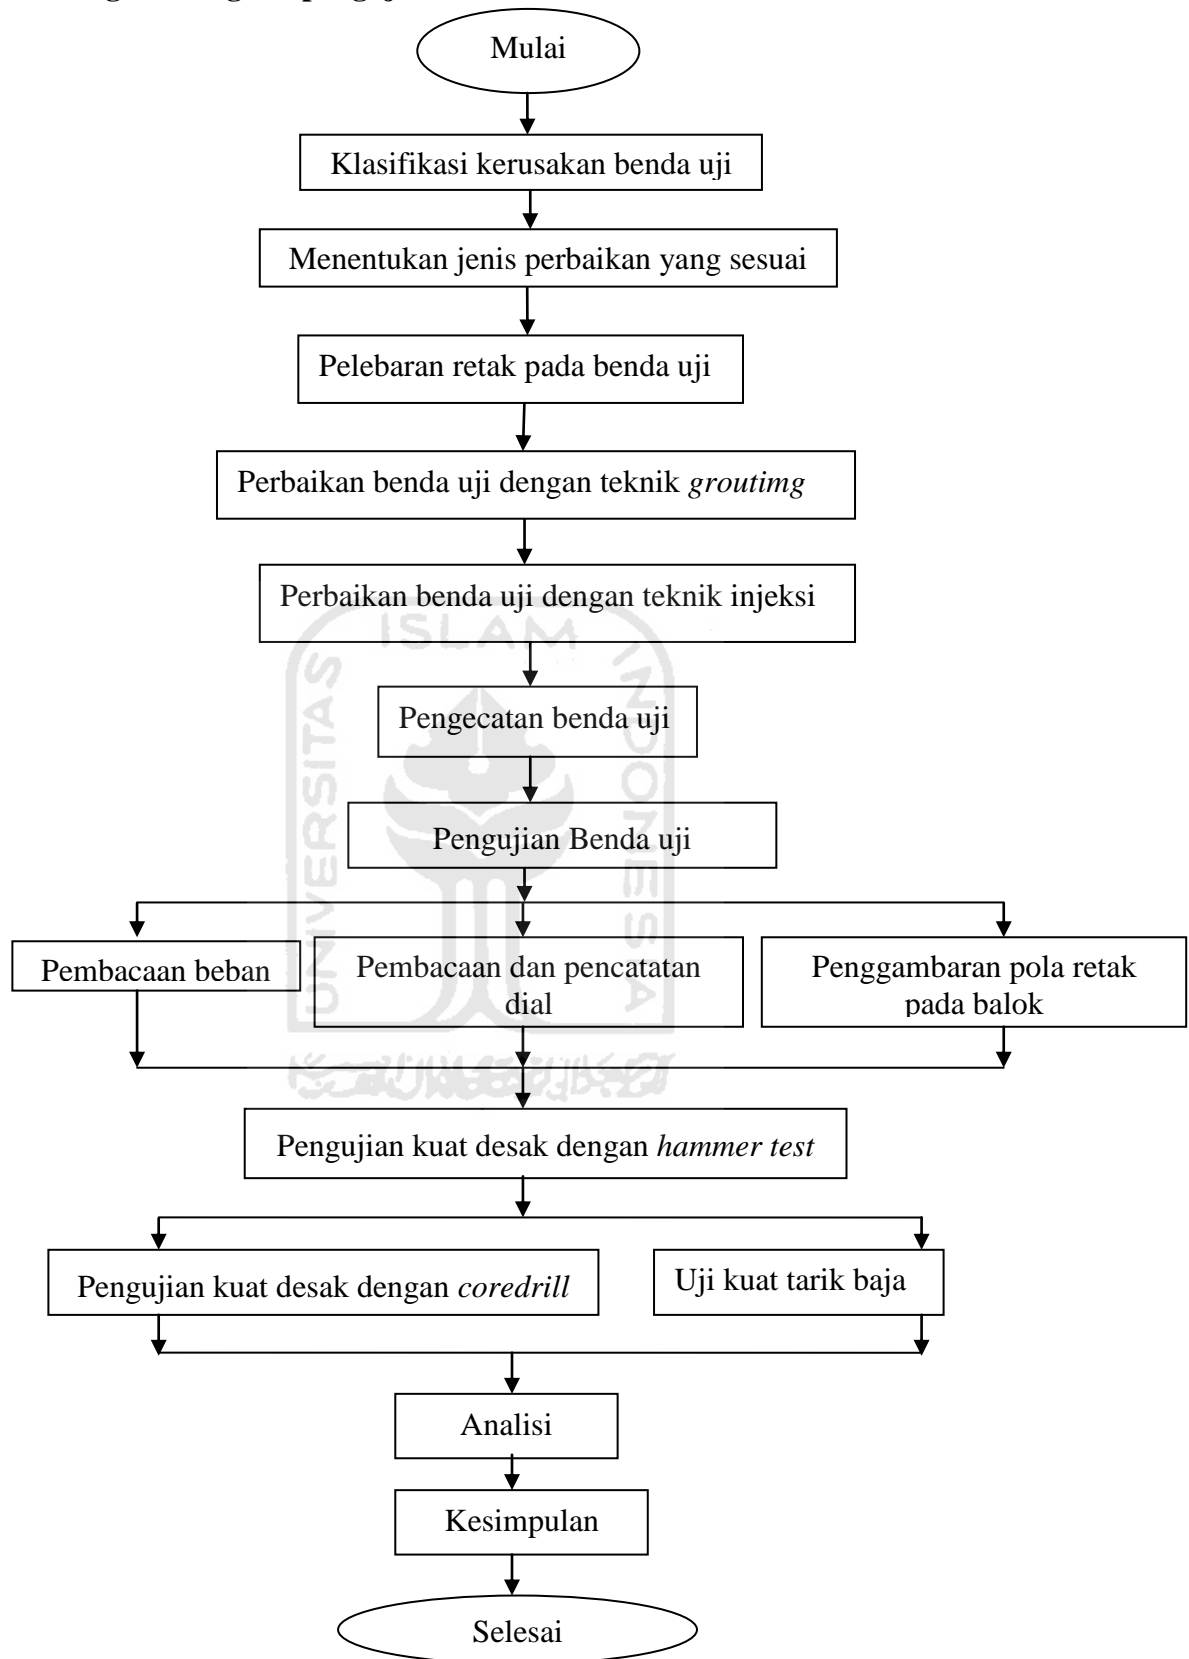 Mulai
Klasifikasi kerusakan benda uji
Menentukan jenis perbaikan yang sesuai
Pelebaran retak pada benda uji
Perbaikan benda uji dengan teknik groutimg
Perbaikan benda uji dengan teknik injeksi
ISLAM
UNIVERSITAS
INDONESIA
Pengecatan benda uji
Pengujian Benda uji
Pembacaan beban
Pembacaan dan pencatatan
dial
Penggambaran pola retak
pada balok
Pengujian kuat desak dengan hammer test
Pengujian kuat desak dengan coredrill
Uji kuat tarik baja
Analisi
Kesimpulan
Selesai